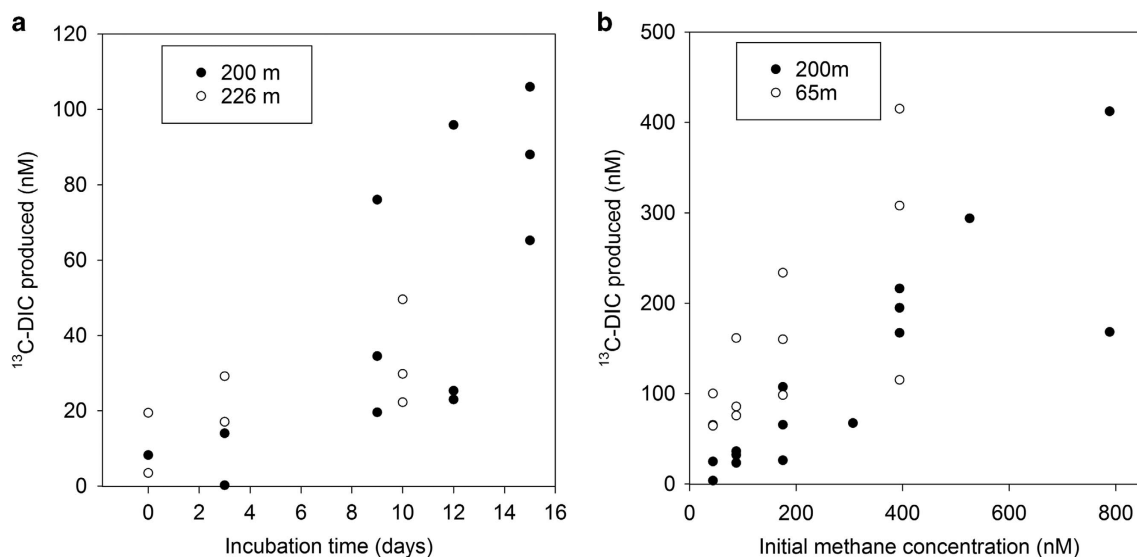 a
200 m
226 m
120
100
80
60
40
20
0
¹³C-DIC produced (nM)
0 2 4 6 8 10 12 14 16
Incubation time (days)
b
200m
65m
500
400
300
200
100
0
¹³C-DIC produced (nM)
0 200 400 600 800
Initial methane concentration (nM)